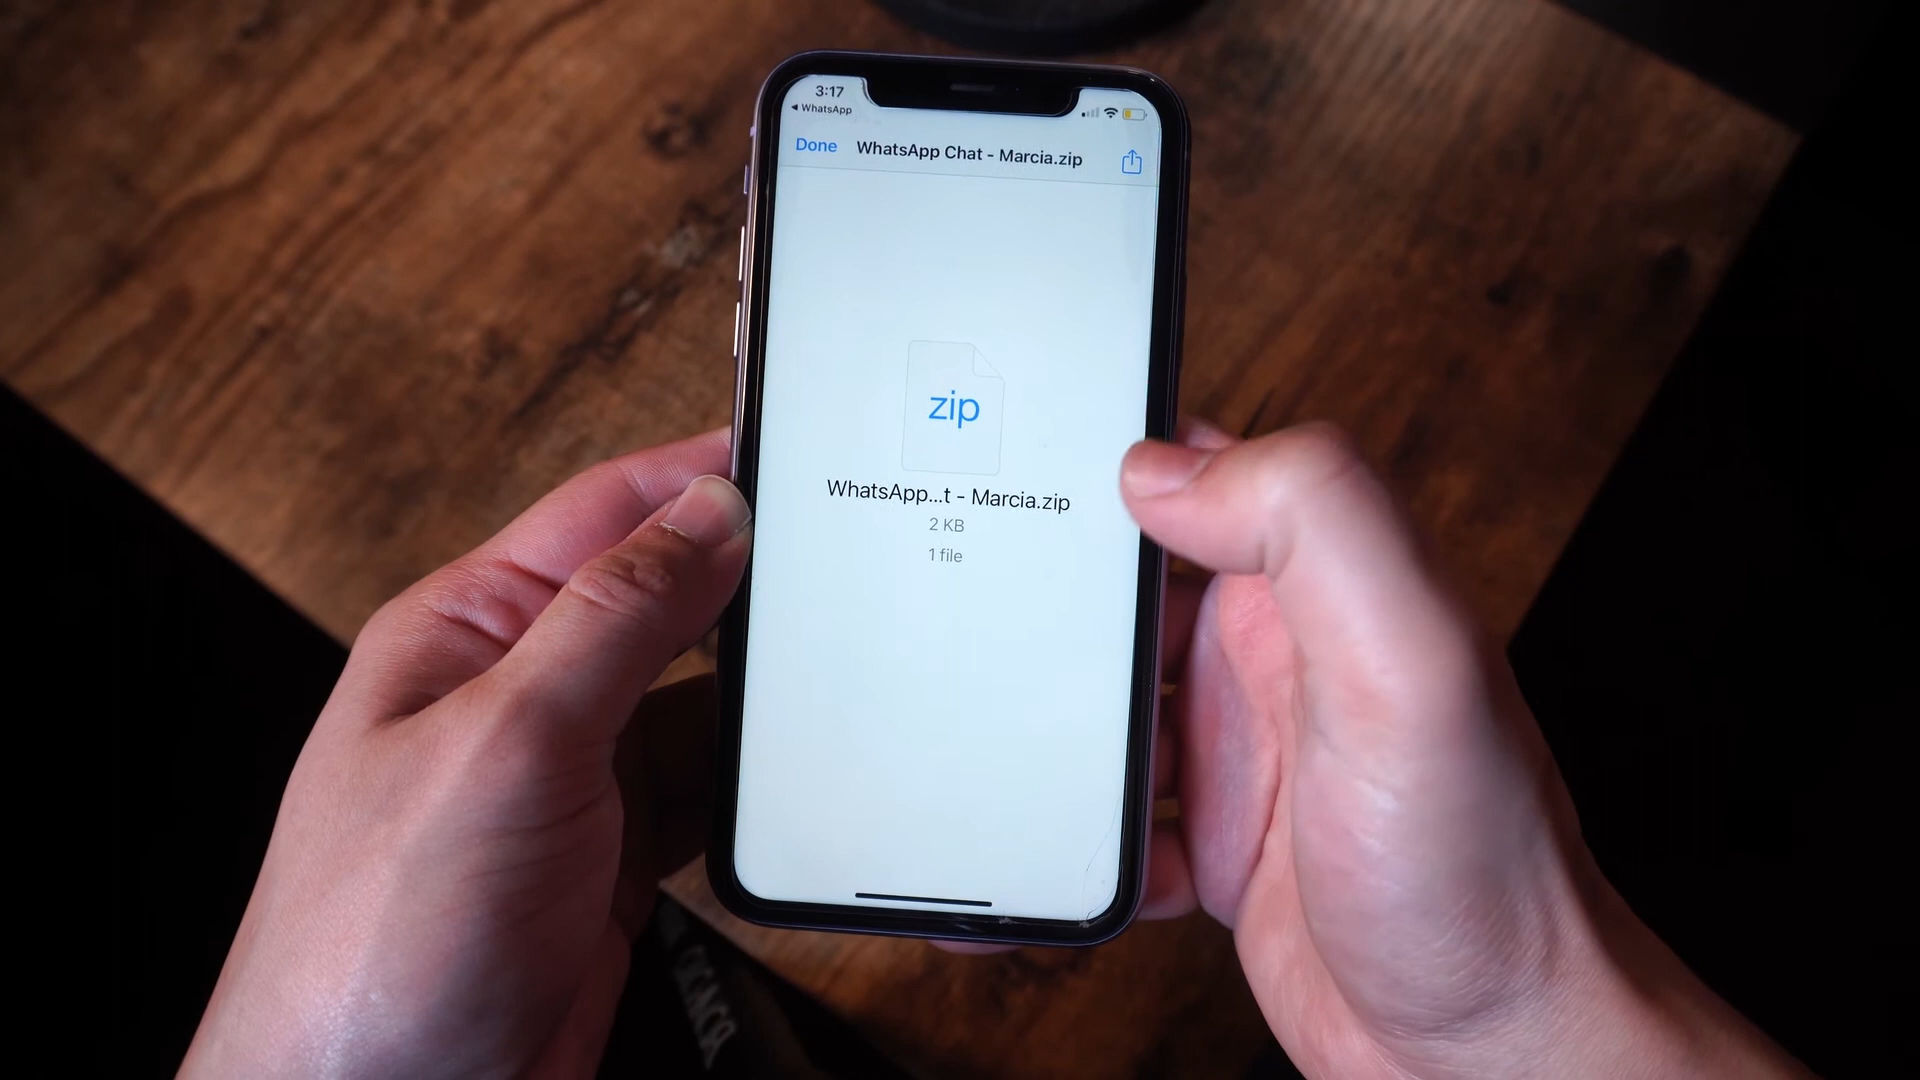 3:17
◀ WhatsApp
Done WhatsApp Chat - Marcia.zip
zip
WhatsApp...t - Marcia.zip
2 KB
1 file